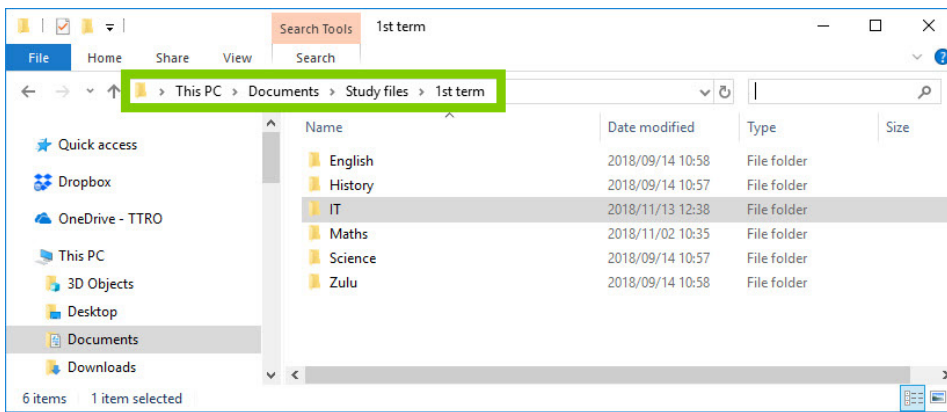 Search Tools 1st term
File Home Share View Search
This PC > Documents > Study files > 1st term
Name Date modified Type Size
Quick access
Dropbox
OneDrive - TTRO
This PC
3D Objects
Desktop
Documents
Downloads
English 2018/09/14 10:58 File folder
History 2018/09/14 10:57 File folder
IT 2018/11/13 12:38 File folder
Maths 2018/11/02 10:35 File folder
Science 2018/09/14 10:57 File folder
Zulu 2018/09/14 10:58 File folder
6 items 1 item selected